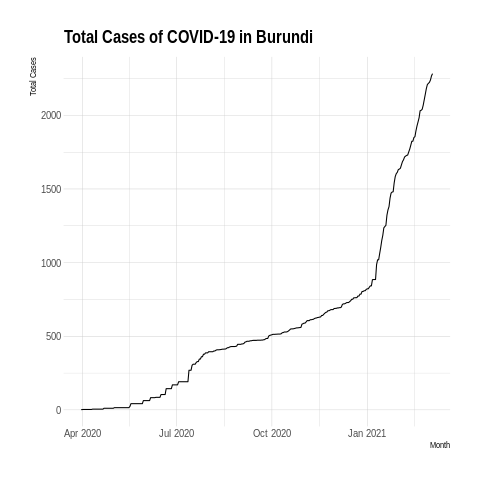 Total Cases of COVID-19 in Burundi
Total Cases
2000
1500
1000
500
0
Apr 2020 Jul 2020 Oct 2020 Jan 2021
Month